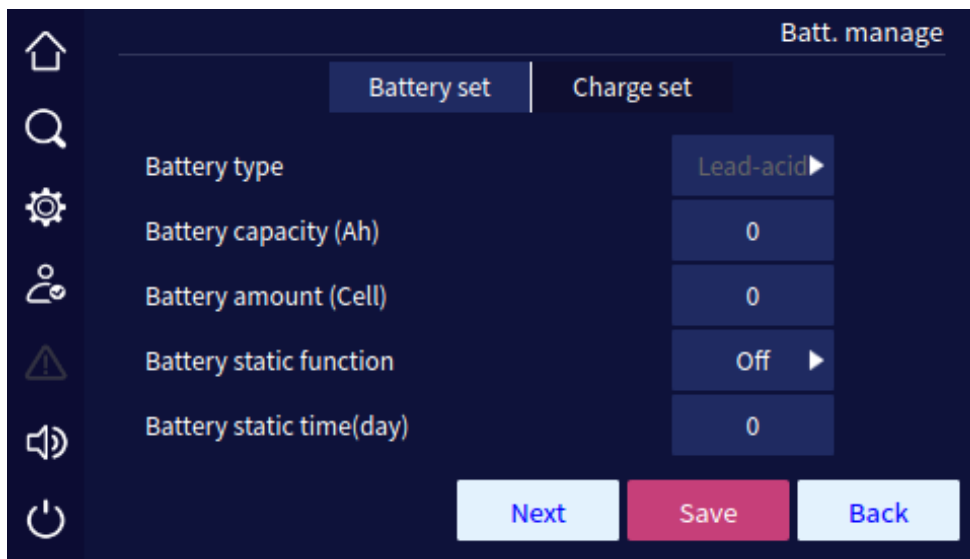 Batt. manage
Battery set Charge set
Battery type Lead-acid
Battery capacity (Ah) 0
Battery amount (Cell) 0
Battery static function Off
Battery static time(day) 0
Next Save Back